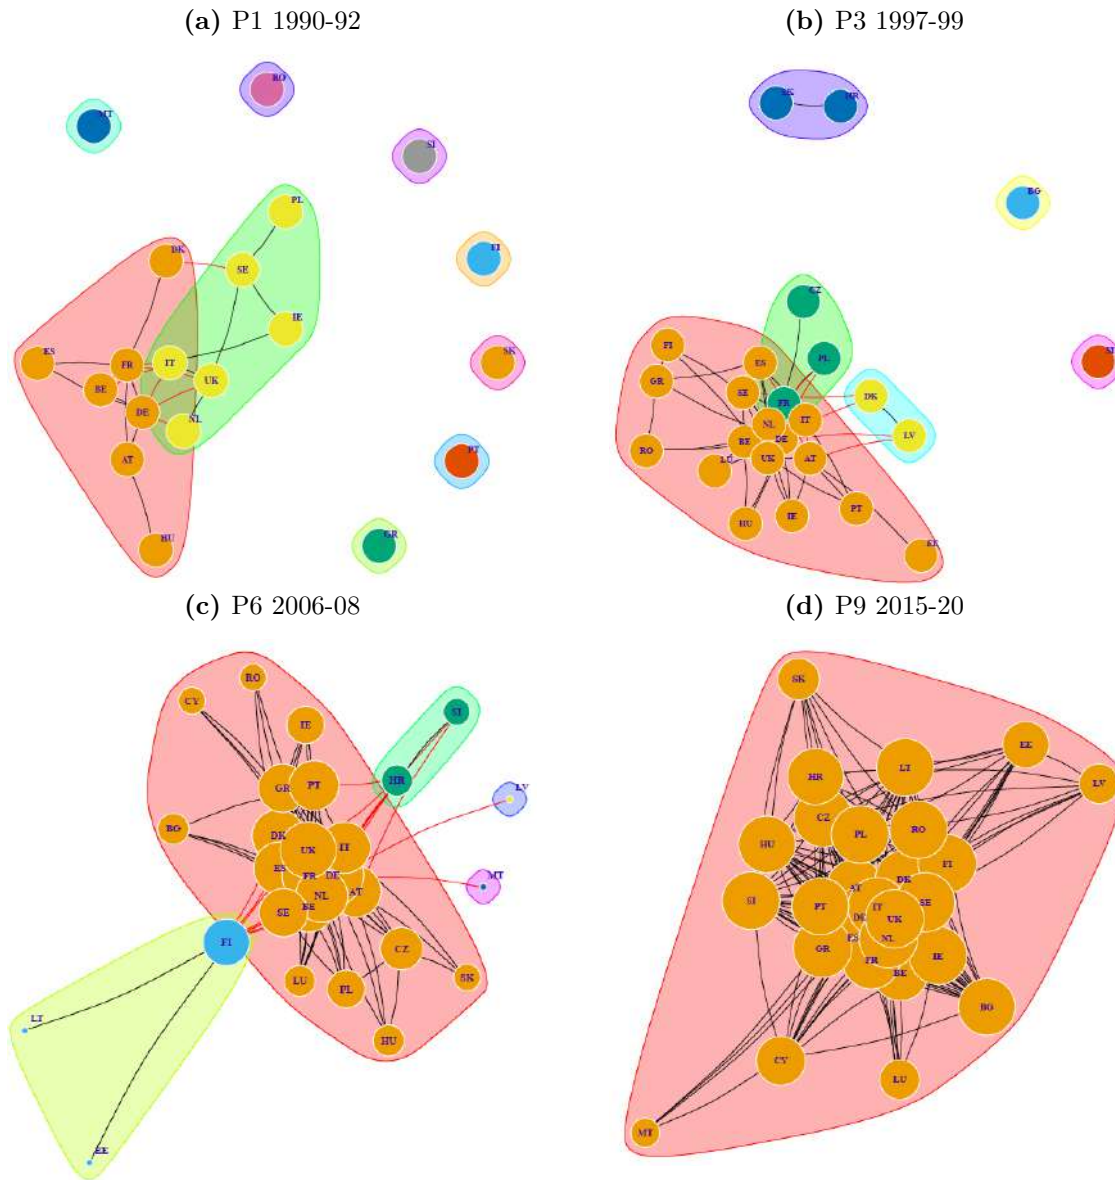 (a) P1 1990-92
(b) P3 1997-99
RO
MT
SI
PL
DK
SE
FI
IE
ES
FR
IT
BE
UK
DE
NL
SK
AT
PT
HU
GR
HR
BG
CZ
FI
ES
PL
GR
SE
DK
FR
NL
IT
LV
BE
DE
RO
LU
UK
AT
PT
HU
IE
(c) P6 2006-08
(d) P9 2015-20
RO
CY
SI
IE
HR
GR
PT
LV
BG
DK
UK
IT
ES
FR
DE
MT
NL
AT
SE
BE
FI
CZ
LU
PL
SK
LT
HU
EE
SK
EE
LT
HR
LV
CZ
PL
RO
HU
FI
AT
DK
SI
PT
IT
SE
DE
UK
ES
NL
GR
FR
IE
BE
BG
CY
LU
MT